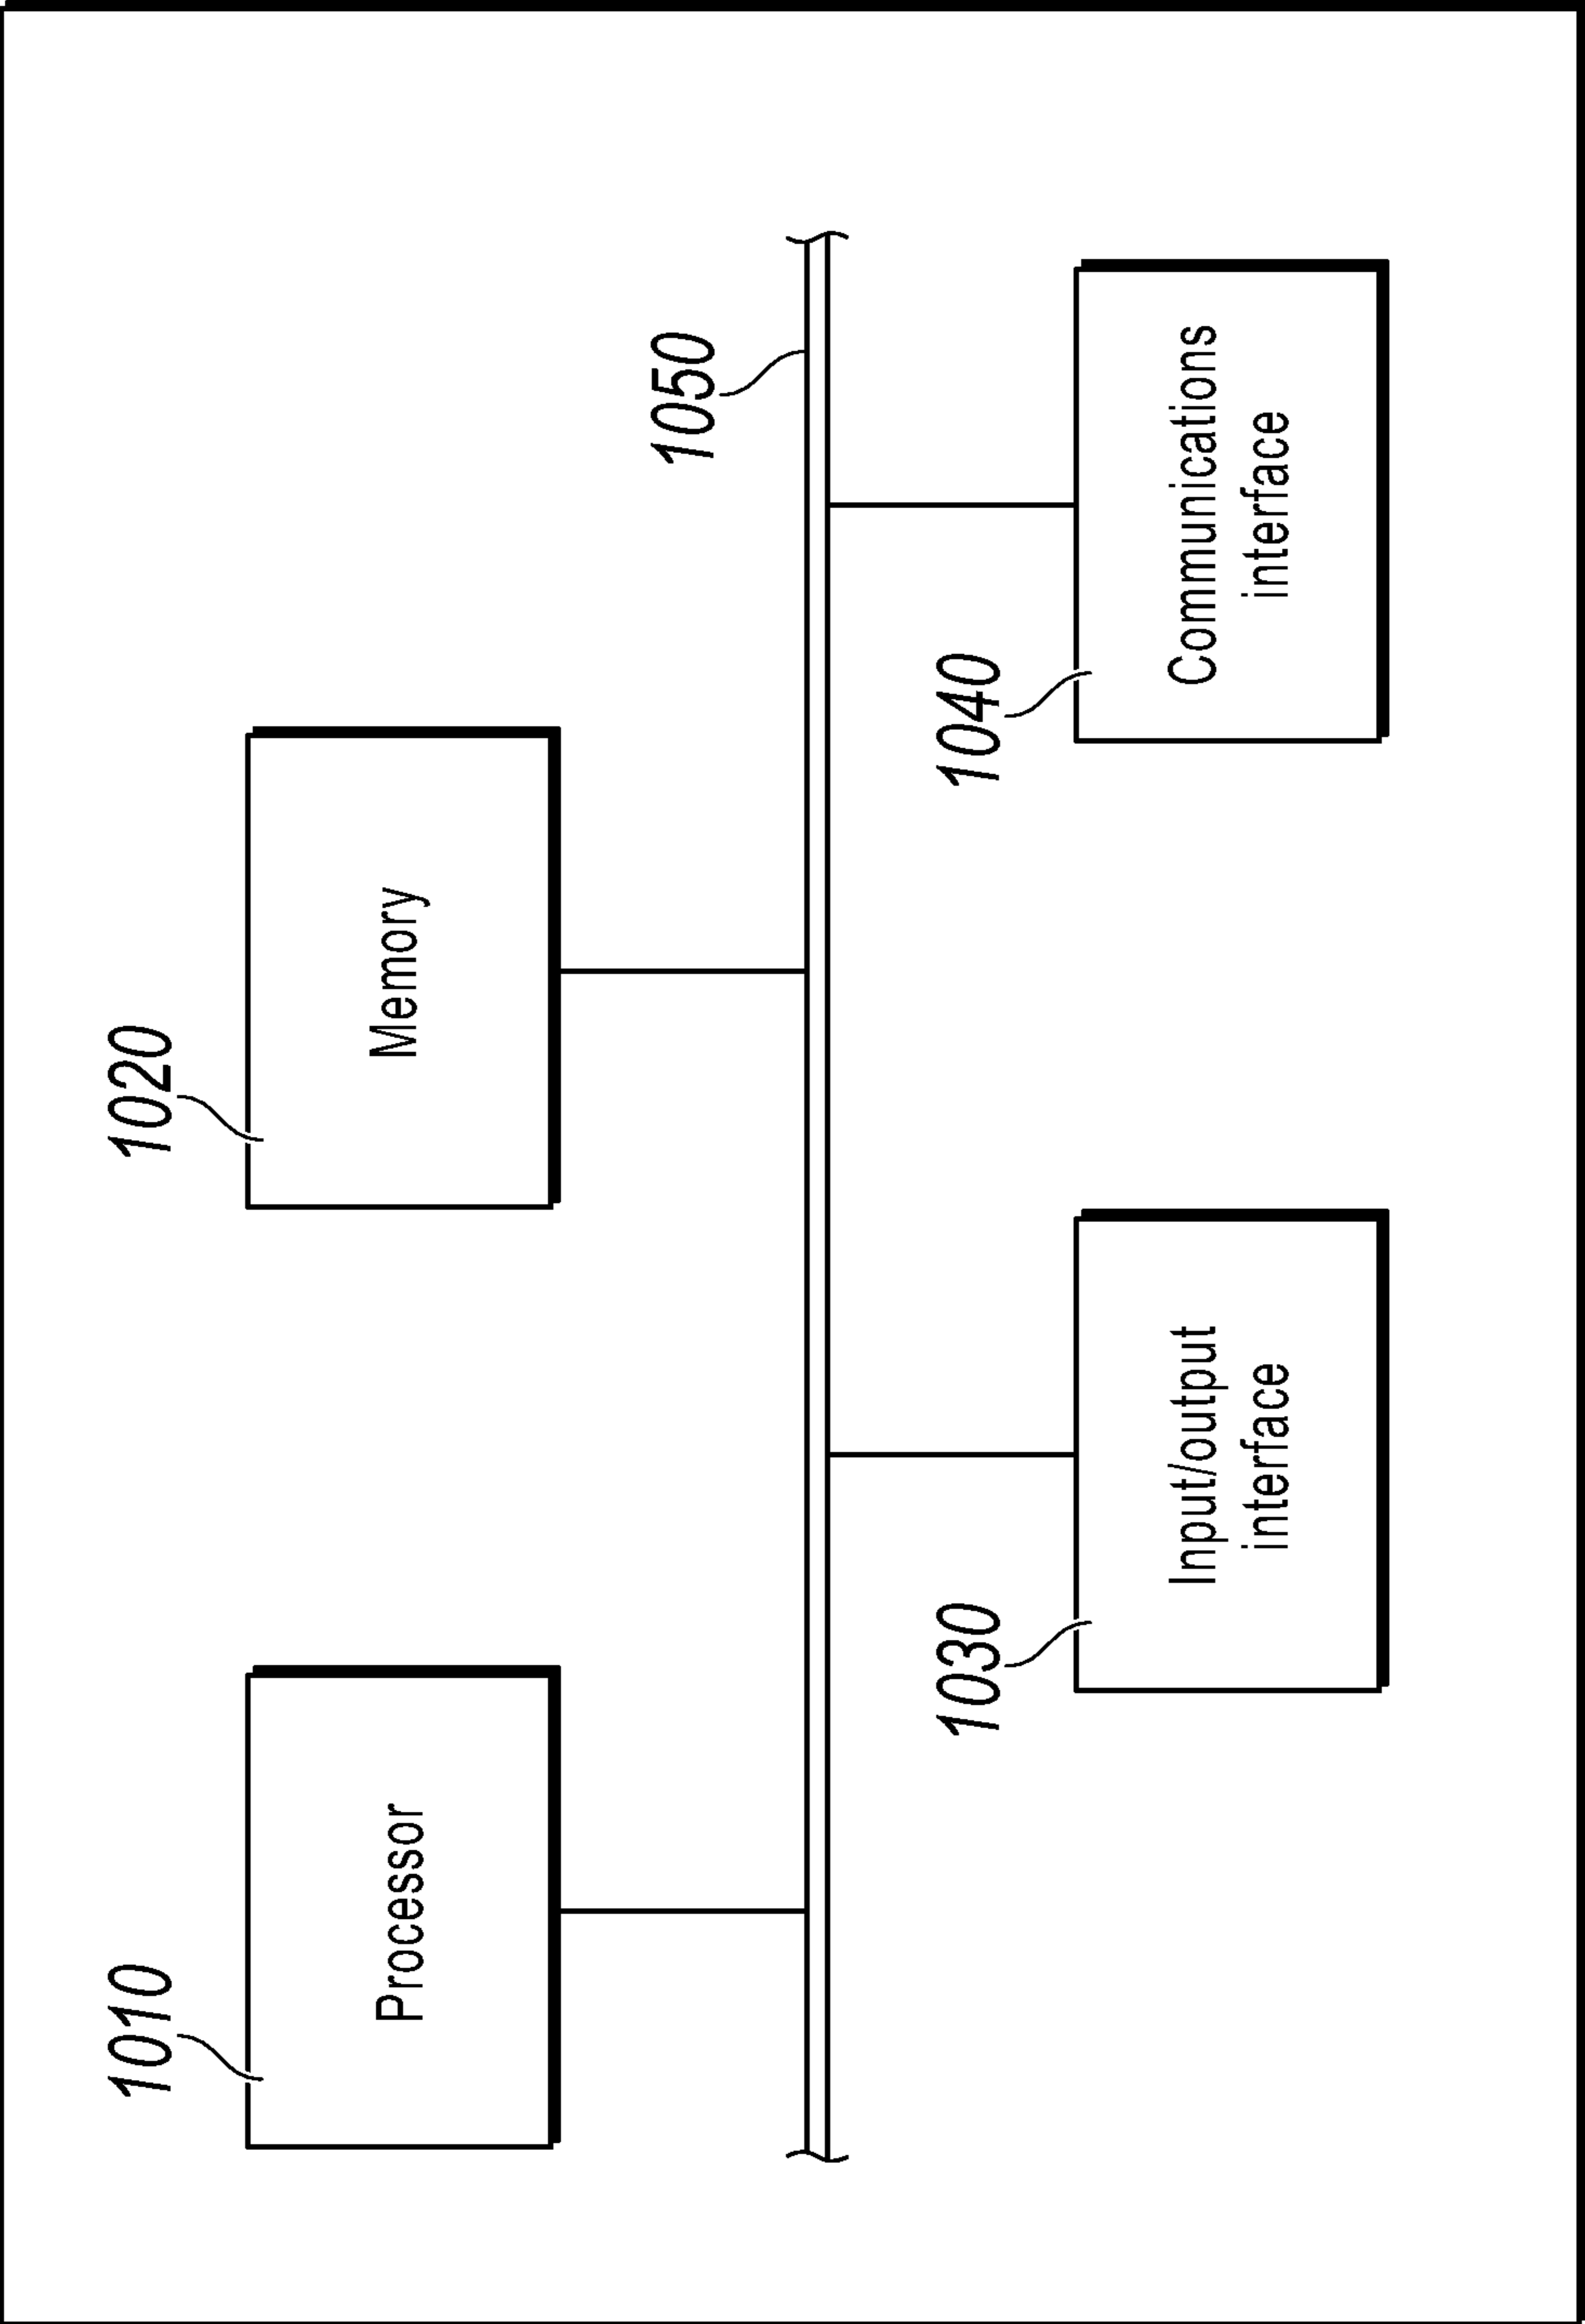 1010
Processor
1020
Memory
1050
1030
Input/output
interface
1040
Communications
interface